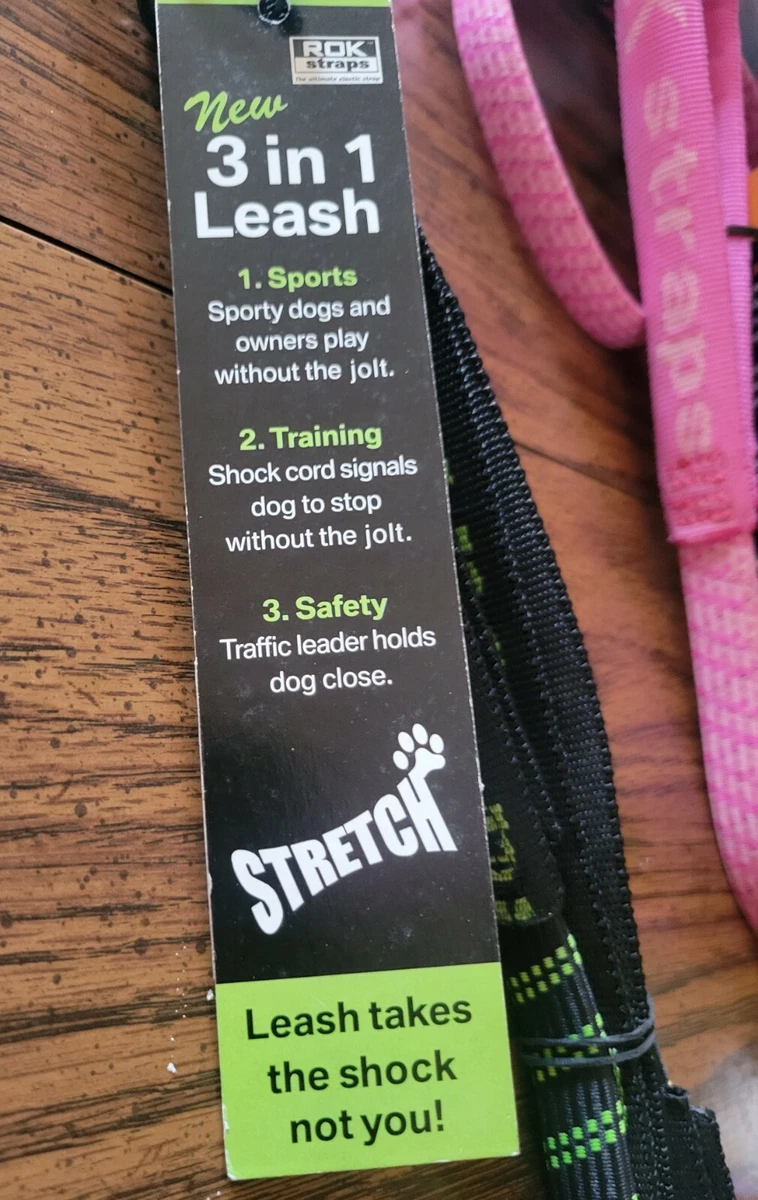 ROK
straps
The ultimate elastic strap
New
3 in 1
Leash
1. Sports
Sporty dogs and
owners play
without the jolt.
2. Training
Shock cord signals
dog to stop
without the jolt.
3. Safety
Traffic leader holds
dog close.
STRETCH
Leash takes
the shock
not you!
straps